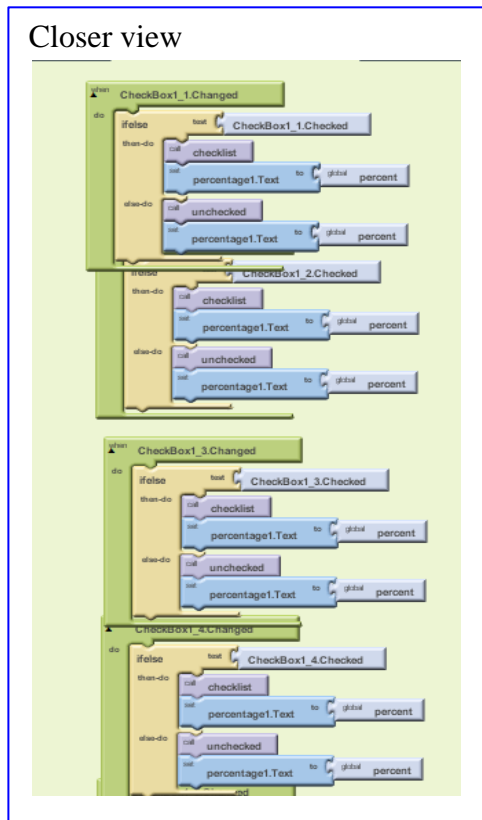 Closer view
when
CheckBox1_1.Changed
do
ifelse test CheckBox1_1.Checked
then-do call checklist
set percentage1.Text to global percent
else-do call unchecked
set percentage1.Text to global percent
ifelse CheckBox1_2.Checked
then-do call checklist
set percentage1.Text to global percent
else-do call unchecked
set percentage1.Text to global percent
when
CheckBox1_3.Changed
do
ifelse test CheckBox1_3.Checked
then-do call checklist
set percentage1.Text to global percent
else-do call unchecked
set percentage1.Text to global percent
CheckBox1_4.Changed
do
ifelse test CheckBox1_4.Checked
then-do call checklist
set percentage1.Text to global percent
else-do call unchecked
set percentage1.Text to global percent